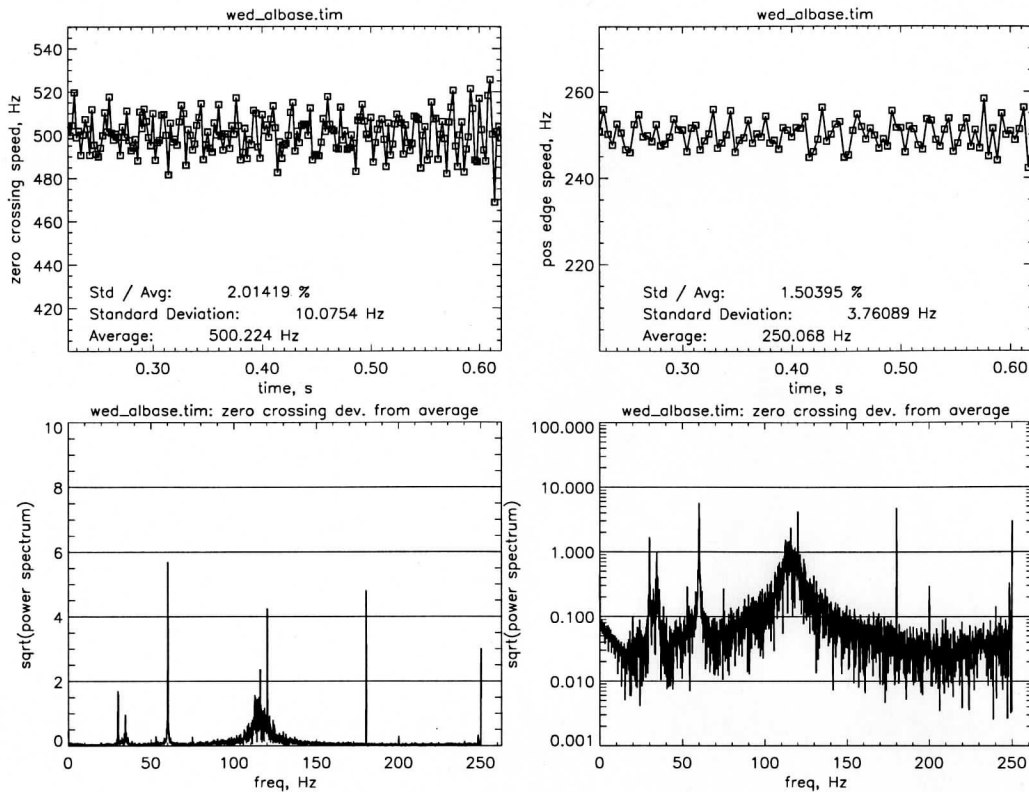 wed_albase.tim
540
520
500
480
460
440
420
zero crossing speed, Hz
Std / Avg: 2.01419 %
Standard Deviation: 10.0754 Hz
Average: 500.224 Hz
0.30 0.40 0.50 0.60
time, s
wed_albase.tim
260
240
220
pos edge speed, Hz
Std / Avg: 1.50395 %
Standard Deviation: 3.76089 Hz
Average: 250.068 Hz
0.30 0.40 0.50 0.60
time, s
wed_albase.tim: zero crossing dev. from average
10
8
6
4
2
0
sqrt(power spectrum)
0 50 100 150 200 250
freq, Hz
wed_albase.tim: zero crossing dev. from average
100.000
10.000
1.000
0.100
0.010
0.001
sqrt(power spectrum)
0 50 100 150 200 250
freq, Hz